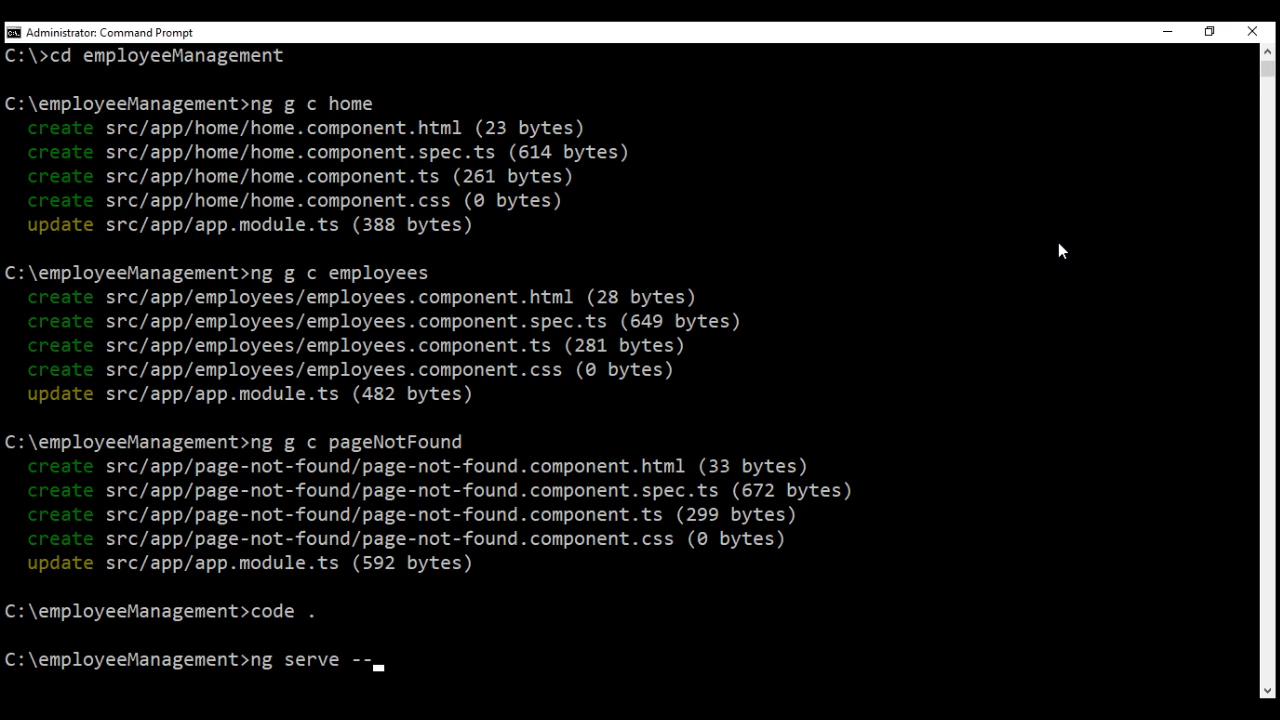 Administrator: Command Prompt
C:\>cd employeeManagement
C:\employeeManagement>ng g c home
create src/app/home/home.component.html (23 bytes)
create src/app/home/home.component.spec.ts (614 bytes)
create src/app/home/home.component.ts (261 bytes)
create src/app/home/home.component.css (0 bytes)
update src/app/app.module.ts (388 bytes)
C:\employeeManagement>ng g c employees
create src/app/employees/employees.component.html (28 bytes)
create src/app/employees/employees.component.spec.ts (649 bytes)
create src/app/employees/employees.component.ts (281 bytes)
create src/app/employees/employees.component.css (0 bytes)
update src/app/app.module.ts (482 bytes)
C:\employeeManagement>ng g c pageNotFound
create src/app/page-not-found/page-not-found.component.html (33 bytes)
create src/app/page-not-found/page-not-found.component.spec.ts (672 bytes)
create src/app/page-not-found/page-not-found.component.ts (299 bytes)
create src/app/page-not-found/page-not-found.component.css (0 bytes)
update src/app/app.module.ts (592 bytes)
C:\employeeManagement>code .
C:\employeeManagement>ng serve --